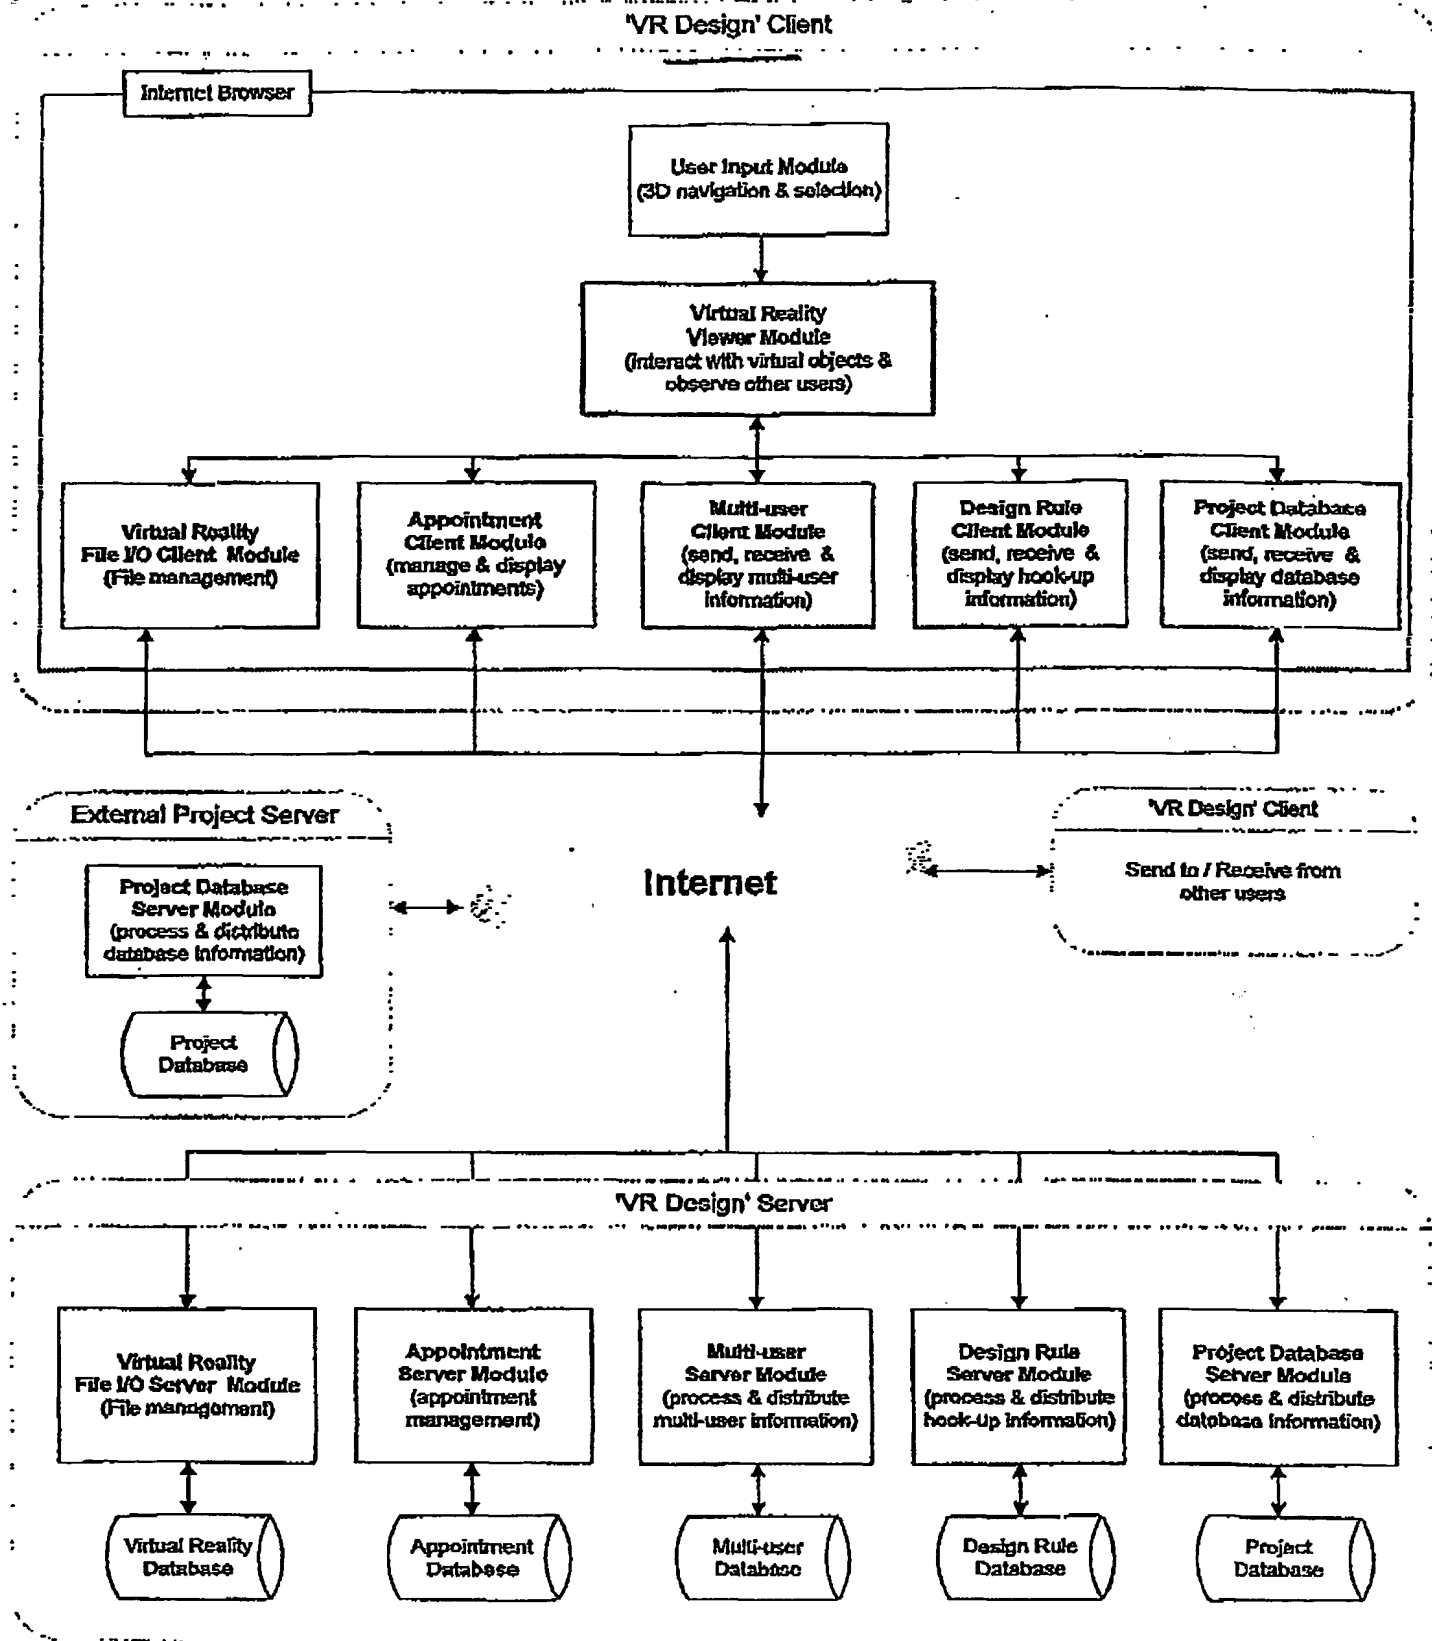 'VR Design' Client
Internet Browser
User Input Module
(3D navigation & selection)
Virtual Reality
Viewer Module
(interact with virtual objects &
observe other users)
Virtual Reality
File I/O Client Module
(File management)
Appointment
Client Module
(manage & display
appointments)
Multi-user
Client Module
(send, receive &
display multi-user
information)
Design Rule
Client Module
(send, receive &
display hook-up
information)
Project Database
Client Module
(send, receive &
display database
information)
External Project Server
Project Database
Server Module
(process & distribute
database information)
Project
Database
Internet
'VR Design' Client
Send to / Receive from
other users
'VR Design' Server
Virtual Reality
File I/O Server Module
(File management)
Appointment
Server Module
(appointment
management)
Multi-user
Server Module
(process & distribute
multi-user information)
Design Rule
Server Module
(process & distribute
hook-up information)
Project Database
Server Module
(process & distribute
database information)
Virtual Reality
Database
Appointment
Database
Multi-user
Database
Design Rule
Database
Project
Database